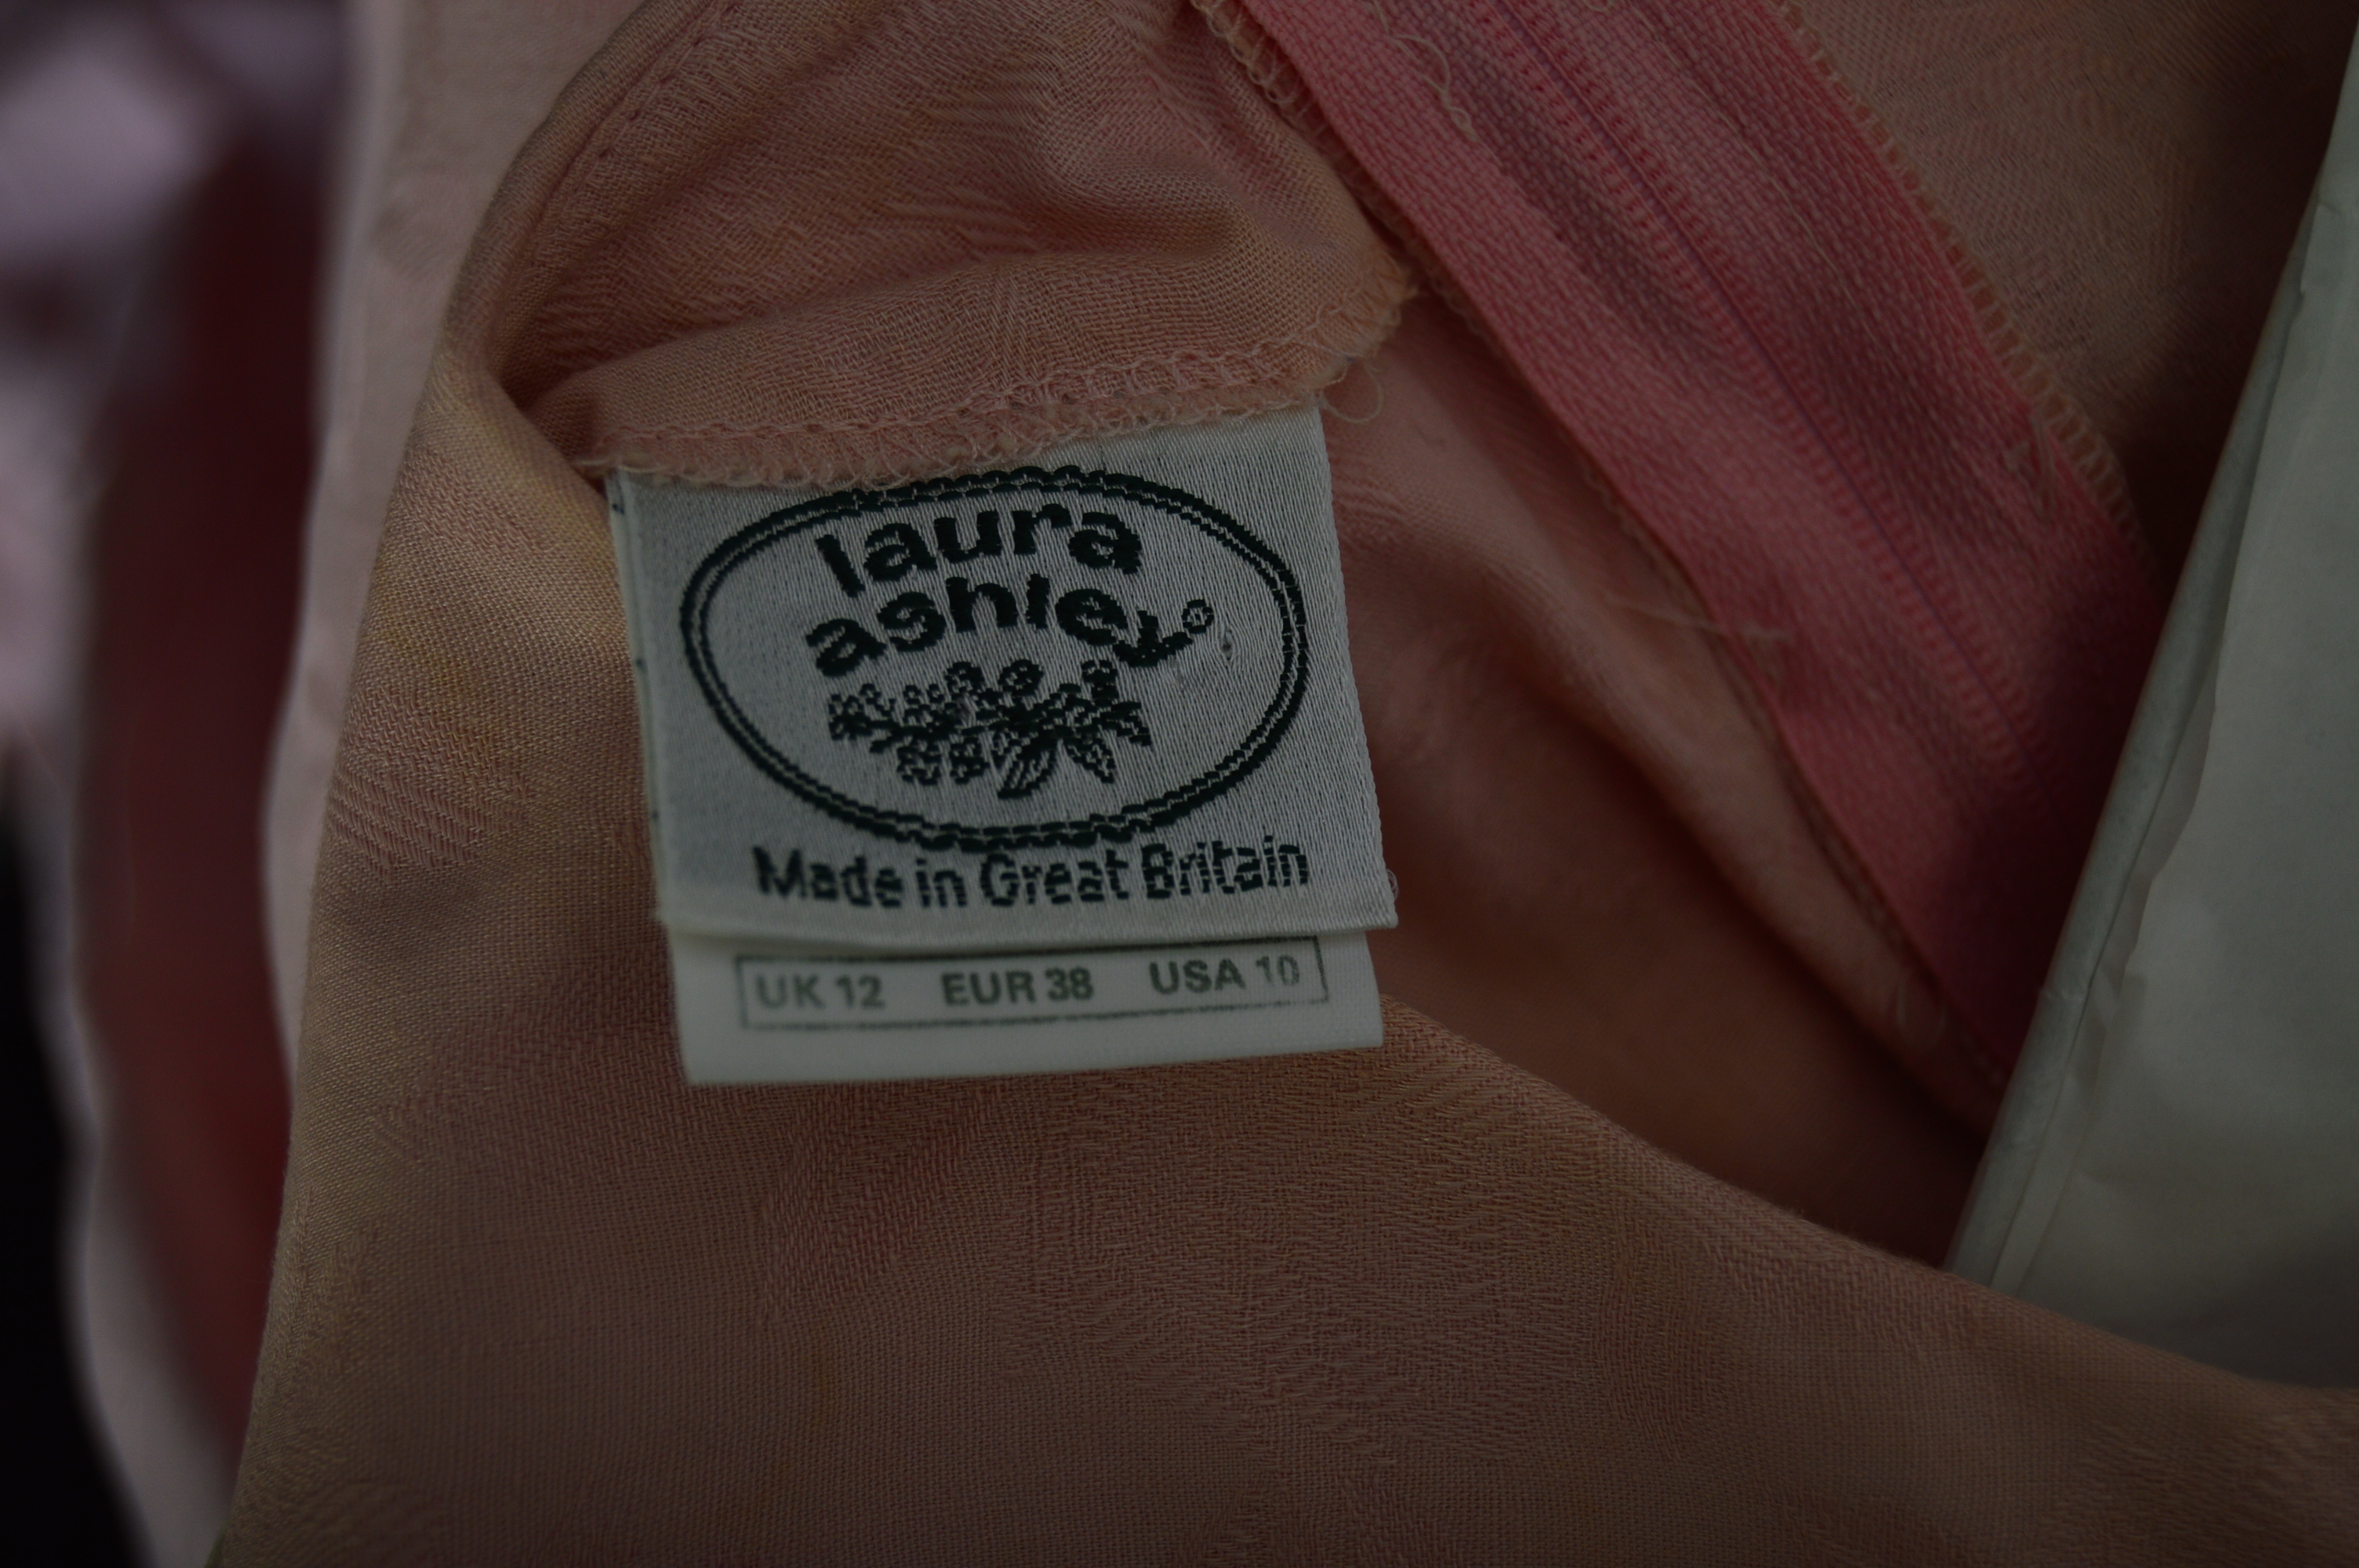 laura
ashley®
Made in Great Britain
UK 12 EUR 38 USA 10